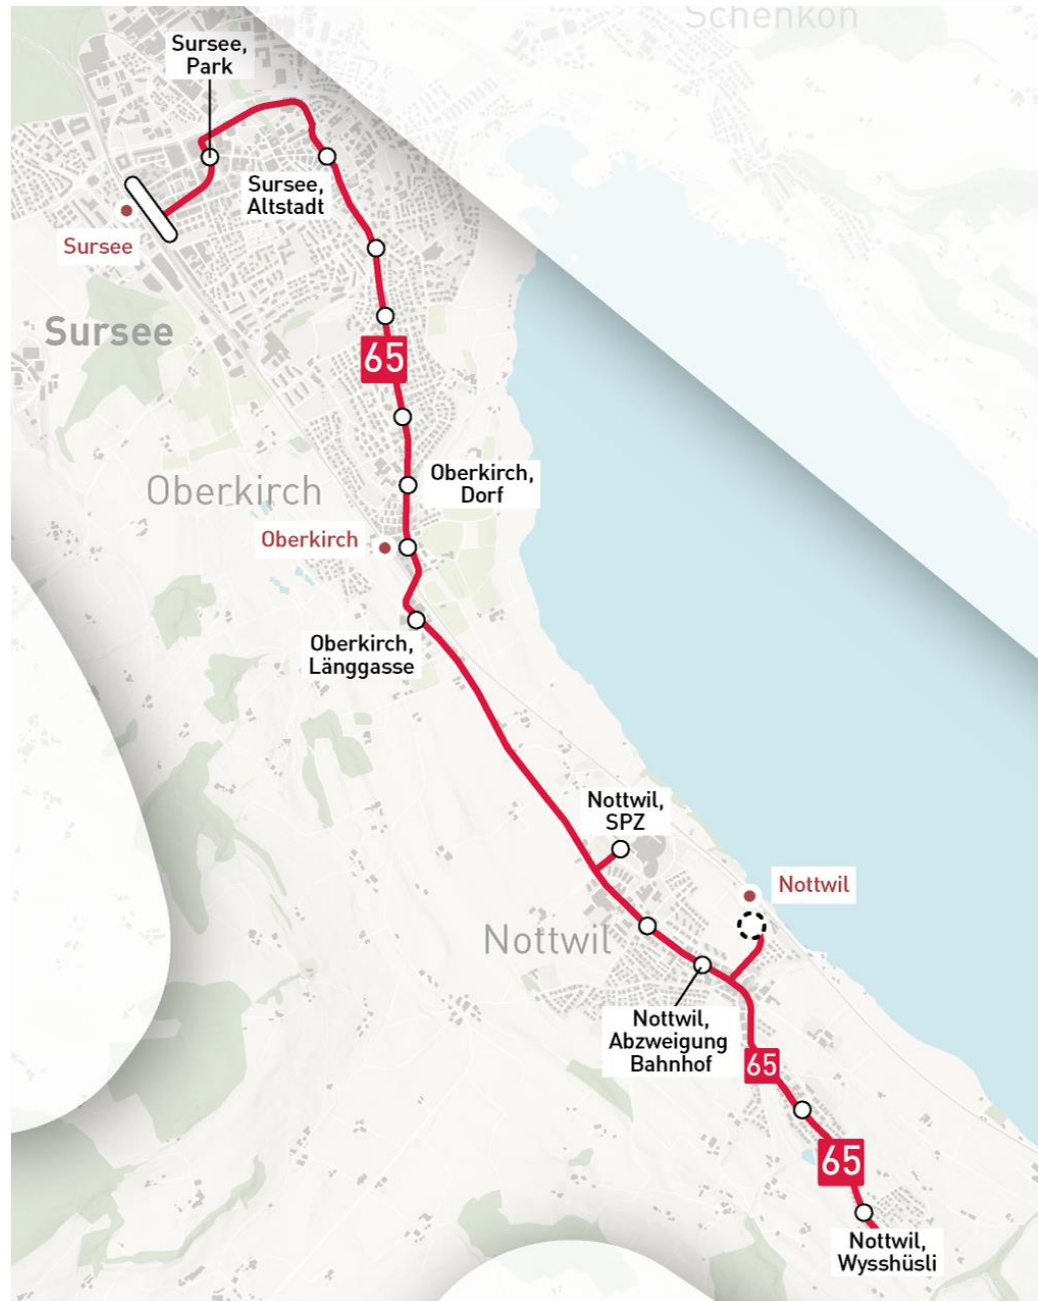 Schenkon
Sursee,
Park
Sursee,
Altstadt
Sursee
Sursee
65
Oberkirch,
Dorf
Oberkirch
Oberkirch
Oberkirch,
Länggasse
Nottwil,
SPZ
Nottwil
Nottwil
Nottwil,
Abzweigung
Bahnhof
65
65
Nottwil,
Wysshüsli